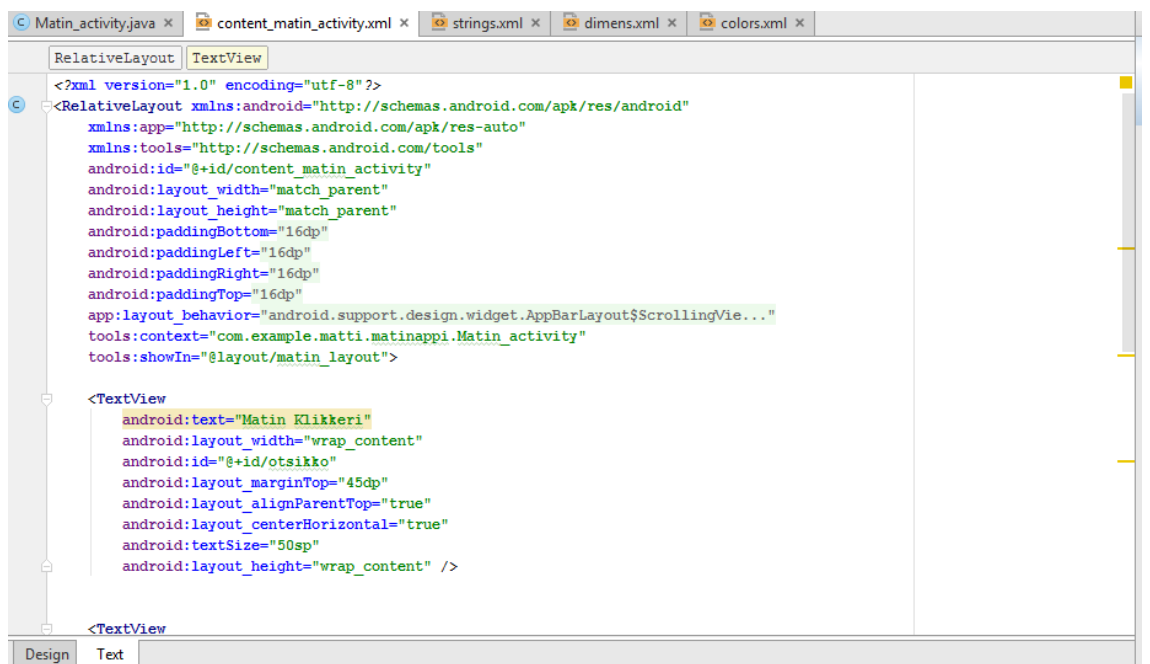 Matin_activity.java × content_matin_activity.xml × strings.xml × dimens.xml × colors.xml ×
RelativeLayout TextView
<?xml version="1.0" encoding="utf-8"?>
C <RelativeLayout xmlns:android="http://schemas.android.com/apk/res/android"
xmlns:app="http://schemas.android.com/apk/res-auto"
xmlns:tools="http://schemas.android.com/tools"
android:id="@+id/content_matin_activity"
android:layout_width="match_parent"
android:layout_height="match_parent"
android:paddingBottom="16dp"
android:paddingLeft="16dp"
android:paddingRight="16dp"
android:paddingTop="16dp"
app:layout_behavior="android.support.design.widget.AppBarLayout$ScrollingVie..."
tools:context="com.example.matti.matinappi.Matin_activity"
tools:showIn="@layout/matin_layout">
<TextView
android:text="Matin Klikkeri"
android:layout_width="wrap_content"
android:id="@+id/otsikko"
android:layout_marginTop="45dp"
android:layout_alignParentTop="true"
android:layout_centerHorizontal="true"
android:textSize="50sp"
android:layout_height="wrap_content" />
<TextView
Design Text